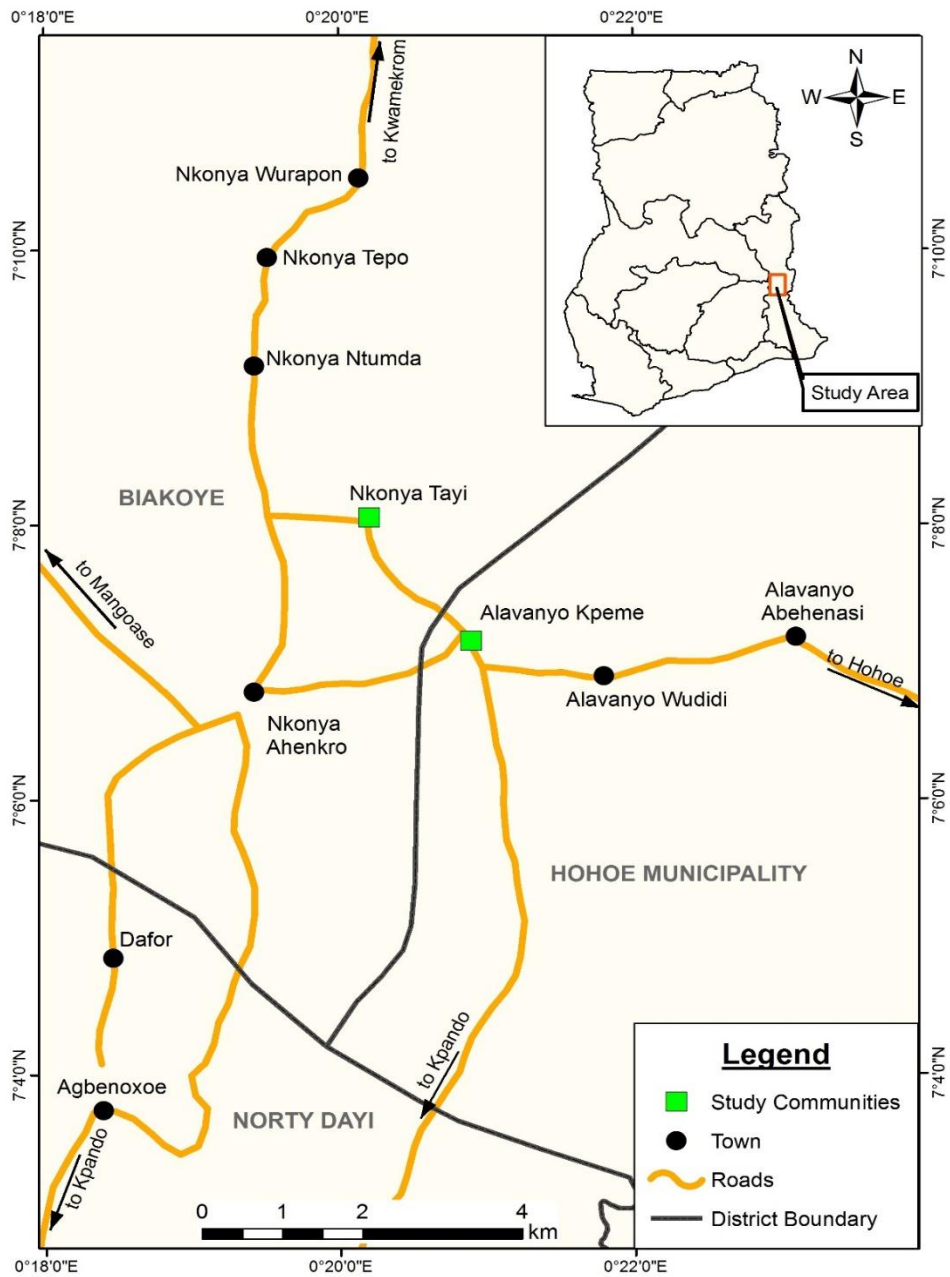 0°18'0"E
0°20'0"E
0°22'0"E
N
W
E
S
to Kwamekrom
Nkonya Wurapon
7°10'0"N
7°10'0"N
Nkonya Tepo
Nkonya Ntumda
Study Area
BIAKOYE
Nkonya Tayi
7°8'0"N
7°8'0"N
to Mangoase
Alavanyo Kpeme
Alavanyo
Abehenasi
to Hohoe
Alavanyo Wudidi
Nkonya
Ahenkro
7°6'0"N
7°6'0"N
HOHOE MUNICIPALITY
Dafor
to Kpando
7°4'0"N
7°4'0"N
Agbenoxoe
NORTY DAYI
to Kpando
Legend
Study Communities
Town
Roads
District Boundary
0
1
2
4
km
0°18'0"E
0°20'0"E
0°22'0"E